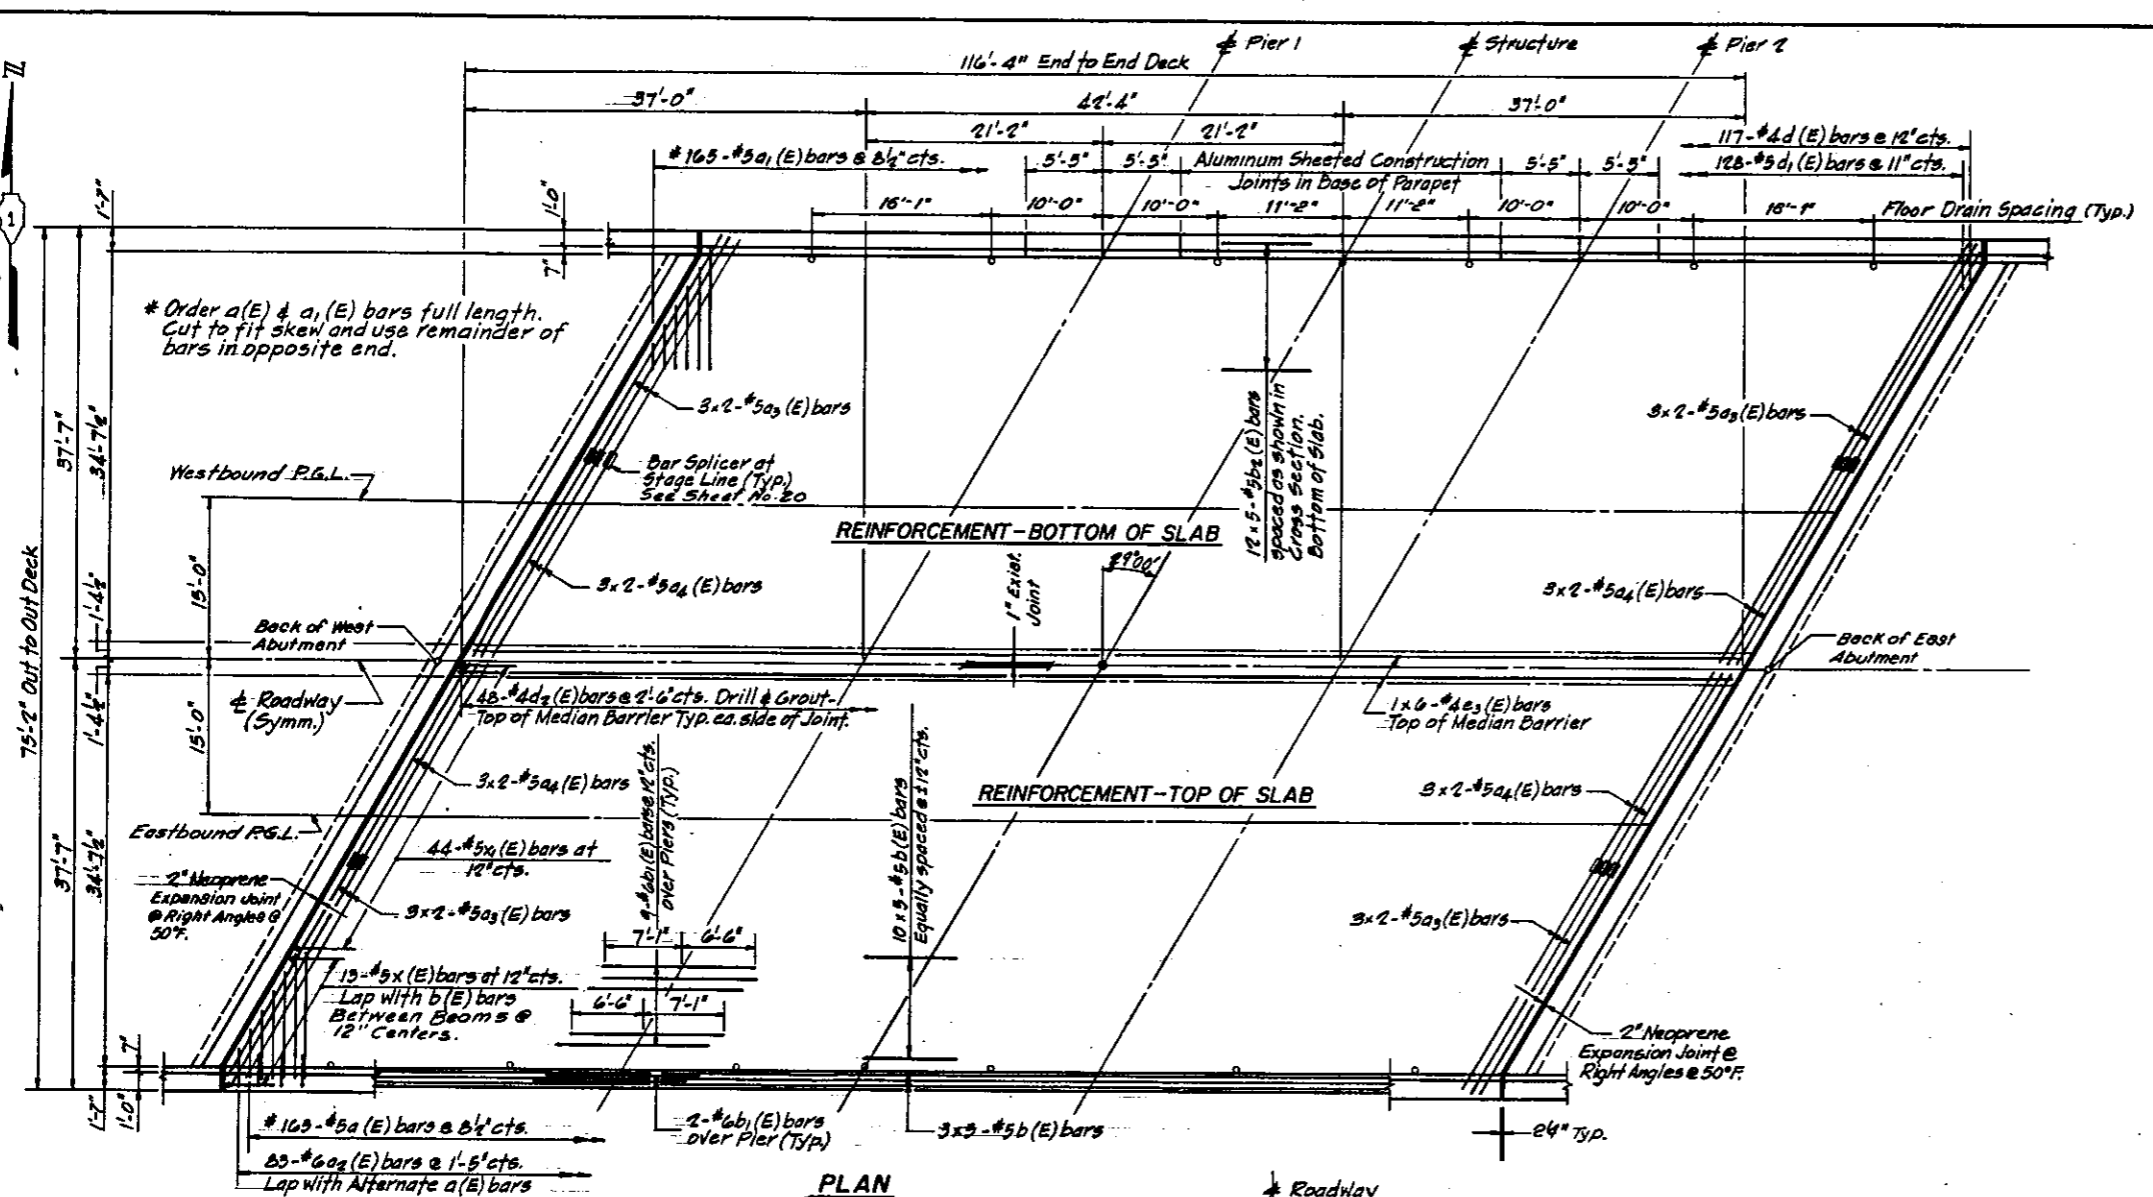 ℄ Pier 1
℄ Structure
℄ Pier 2
116'-4" End to End Deck
37'-0"
42'-4"
37'-0"
21'-2"
21'-2"
117-#4d (E) bars @ 12" cts.
128-#5d₁ (E) bars @ 11" cts.
* 165-#5a₁ (E) bars @ 8½" cts.
5'-5"
5'-5"
Aluminum Sheeted Construction
Joints in Base of Parapet
5'-5"
5'-5"
16'-1"
10'-0"
10'-0"
11'-2"
11'-2"
10'-0"
10'-0"
16'-1"
Floor Drain Spacing (Typ.)
1'-7"
1'-0"
7"
1
* Order a(E) & a₁ (E) bars full length.
Cut to fit skew and use remainder of
bars in opposite end.
3x2-#5a₃ (E) bars
3x2-#5a₃ (E) bars
37'-7"
34'-7½"
Bar Splicer at
Stage Line (Typ.)
See Sheet No. 20
Westbound P.G.L.
12 x 5-#5b₂ (E) bars
spaced as shown in
Cross Section.
Bottom of Slab.
REINFORCEMENT-BOTTOM OF SLAB
29°00'
1" Exist.
Joint
15'-0"
3x2-#5a₄ (E) bars
3x2-#5a₄ (E) bars
75'-2" Out to Out Deck
1'-4½"
Back of West
Abutment
Back of East
Abutment
℄ Roadway
(Symm.)
1'-4½"
15'-0"
48-#4d₂ (E) bars @ 2'-6" cts. Drill & Grout-
Top of Median Barrier Typ. ea. side of Joint.
1x6-#4e₃ (E) bars
Top of Median Barrier
3x2-#5a₄ (E) bars
9-#6b₁ (E) bars @ 12" cts.
over Piers (Typ.)
10 x 3-#5b (E) bars
Equally spaced @ ± 12" cts.
REINFORCEMENT-TOP OF SLAB
3x2-#5a₄ (E) bars
Eastbound P.G.L.
37'-7"
34'-7½"
44-#5x₁ (E) bars at
12" cts.
2" Neoprene
Expansion Joint
@ Right Angles @
50°F.
3x2-#5a₃ (E) bars
3x2-#5a₃ (E) bars
7'-1"
6'-6"
13-#5x (E) bars at 12" cts.
Lap with b(E) bars
Between Beams @
12" Centers.
6'-6"
7'-1"
2" Neoprene
Expansion Joint @
Right Angles @ 50°F.
7"
1'-7"
1'-0"
* 165-#5a (E) bars @ 8½" cts.
2-#6b₁ (E) bars
over Pier (Typ.)
3x3-#5b (E) bars
24" Typ.
83-#6a₂ (E) bars @ 1'-5" cts.
Lap with Alternate a(E) bars
PLAN
℄ Roadway